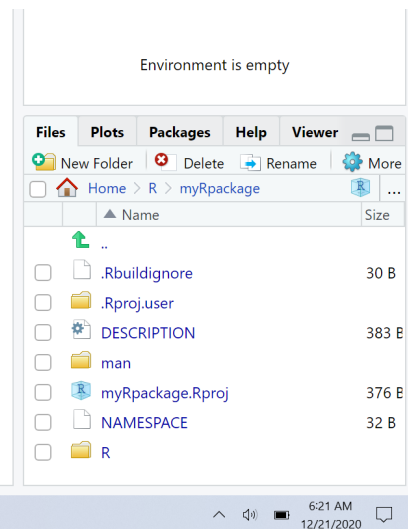 Environment is empty
Files Plots Packages Help Viewer
New Folder Delete Rename More
Home > R > myRpackage R ...
Name Size
..
.Rbuildignore 30 B
.Rproj.user
DESCRIPTION 383 B
man
R myRpackage.Rproj 376 B
NAMESPACE 32 B
R
6:21 AM
12/21/2020